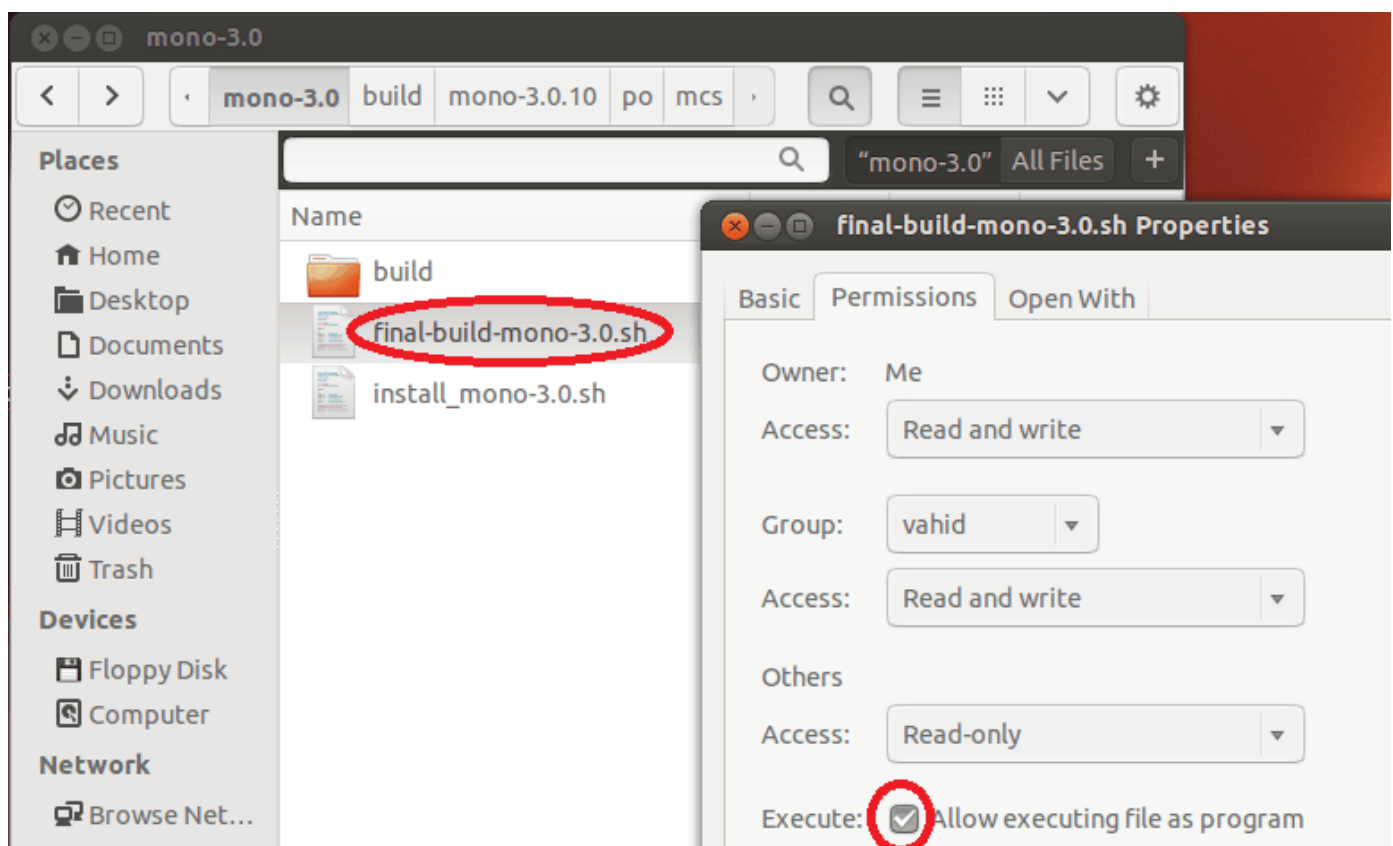 mono-3.0
mono-3.0 build mono-3.0.10 po mcs
Places
Recent
Home
Desktop
Documents
Downloads
Music
Pictures
Videos
Trash
Devices
Floppy Disk
Computer
Network
Browse Net...
"mono-3.0" All Files +
Name
build
final-build-mono-3.0.sh
install_mono-3.0.sh
final-build-mono-3.0.sh Properties
Basic Permissions Open With
Owner: Me
Access: Read and write
Group: vahid
Access: Read and write
Others
Access: Read-only
Execute: Allow executing file as program